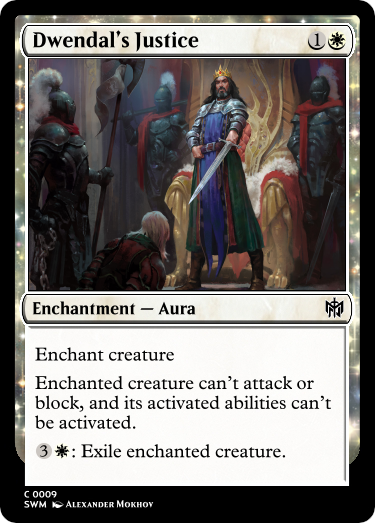 Dwendal's Justice 1
Enchantment — Aura
Enchant creature
Enchanted creature can't attack or
block, and its activated abilities can't
be activated.
3 : Exile enchanted creature.
C 0009
SWM Alexander Mokhov